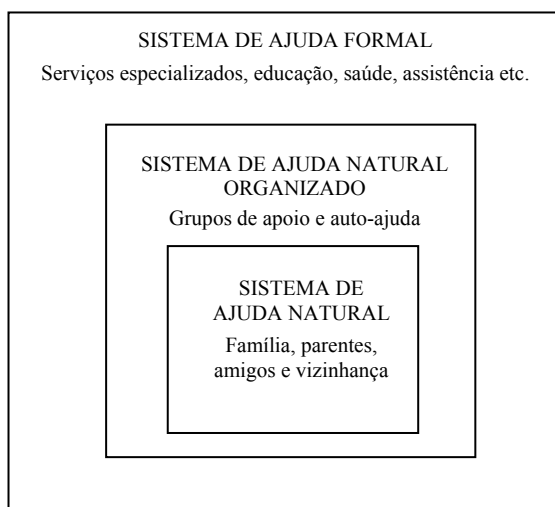 SISTEMA DE AJUDA FORMAL
Serviços especializados, educação, saúde, assistência etc.
SISTEMA DE AJUDA NATURAL
ORGANIZADO
Grupos de apoio e auto-ajuda
SISTEMA DE
AJUDA NATURAL
Família, parentes,
amigos e vizinhança